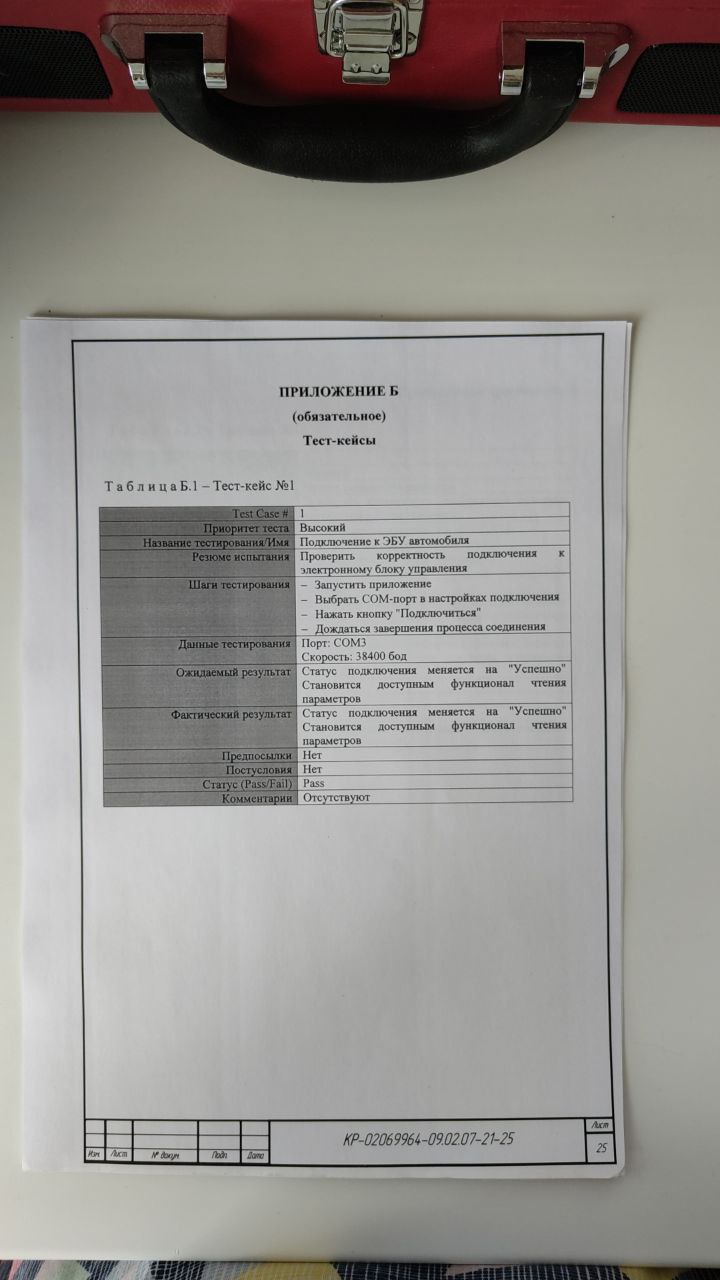 ПРИЛОЖЕНИЕ Б
(обязательное)
Тест-кейсы
Т а б л и ц а Б.1 – Тест-кейс №1
Test Case # 1
Приоритет теста Высокий
Название тестирования/Имя Подключение к ЭБУ автомобиля
Резюме испытания Проверить корректность подключения к
электронному блоку управления
Шаги тестирования – Запустить приложение
– Выбрать COM-порт в настройках подключения
– Нажать кнопку "Подключиться"
– Дождаться завершения процесса соединения
Данные тестирования Порт: COM3
Скорость: 38400 бод
Ожидаемый результат Статус подключения меняется на "Успешно"
Становится доступным функционал чтения
параметров
Фактический результат Статус подключения меняется на "Успешно"
Становится доступным функционал чтения
параметров
Предпосылки Нет
Постусловия Нет
Статус (Pass/Fail) Pass
Комментарии Отсутствуют
КР-02069964-09.02.07-21-25
Лист
25
Изм. Лист № докум. Подп. Дата